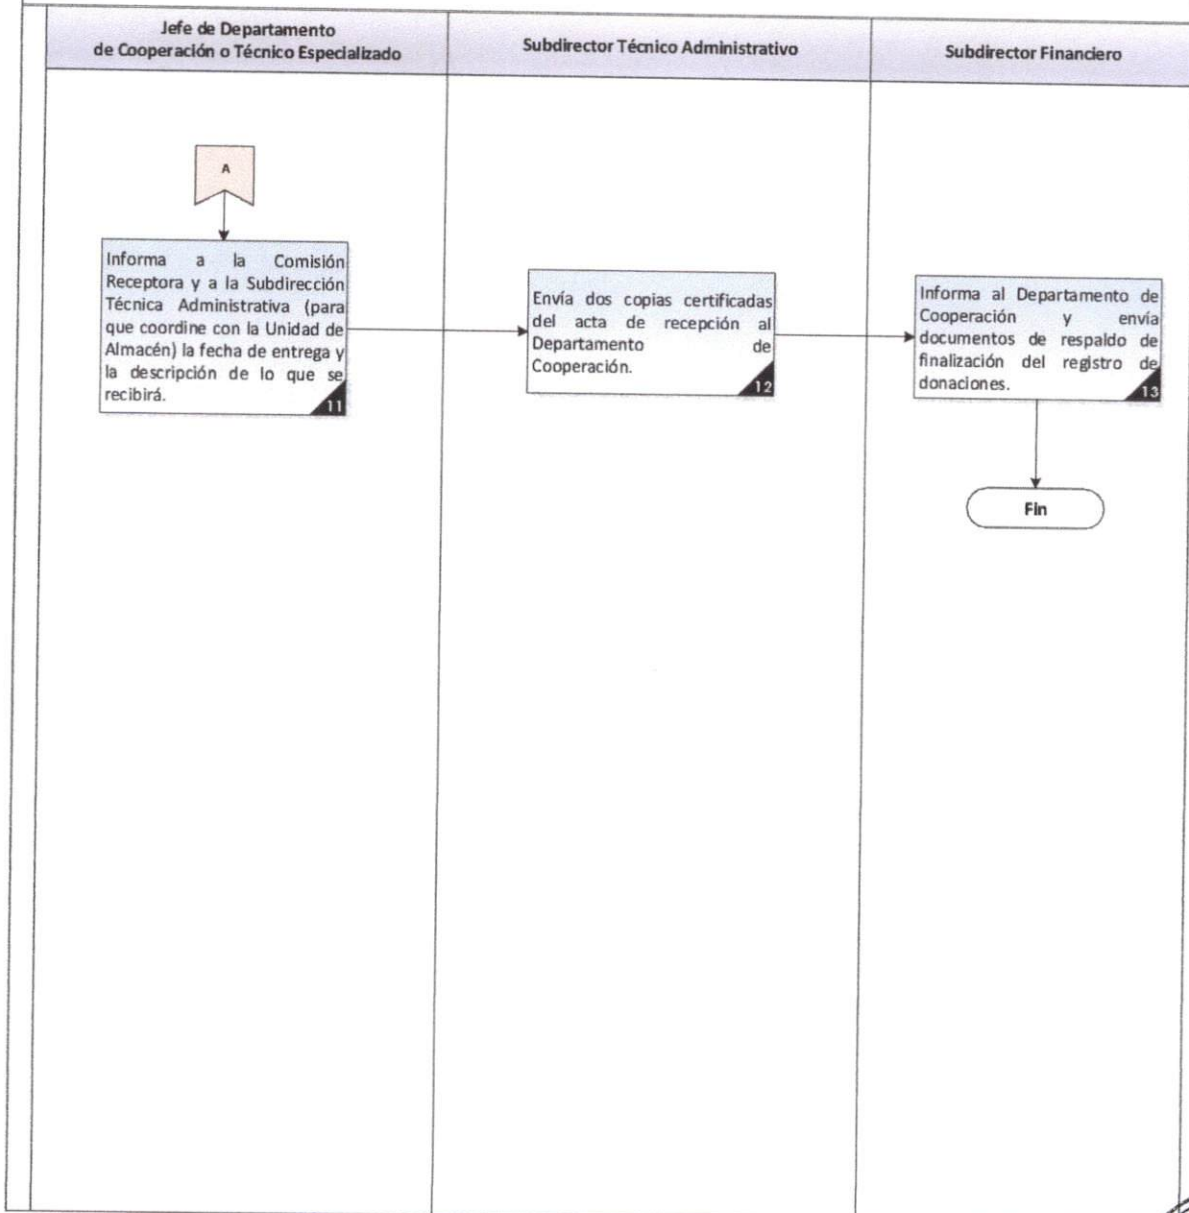 Jefe de Departamento
de Cooperación o Técnico Especializado
Subdirector Técnico Administrativo
Subdirector Financiero
A
Informa a la Comisión
Receptora y a la Subdirección
Técnica Administrativa (para
que coordine con la Unidad de
Almacén) la fecha de entrega y
la descripción de lo que se
recibirá.
11
Envía dos copias certificadas
del acta de recepción al
Departamento de
Cooperación.
12
Informa al Departamento de
Cooperación y envía
documentos de respaldo de
finalización del registro de
donaciones.
13
Fin